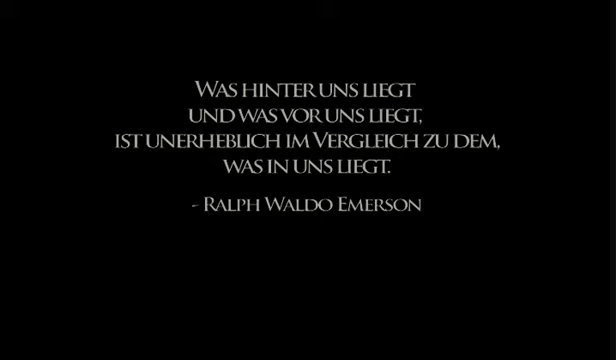 Was hinter uns liegt
und was vor uns liegt,
ist unerheblich im Vergleich zu dem,
was in uns liegt.
- Ralph Waldo Emerson